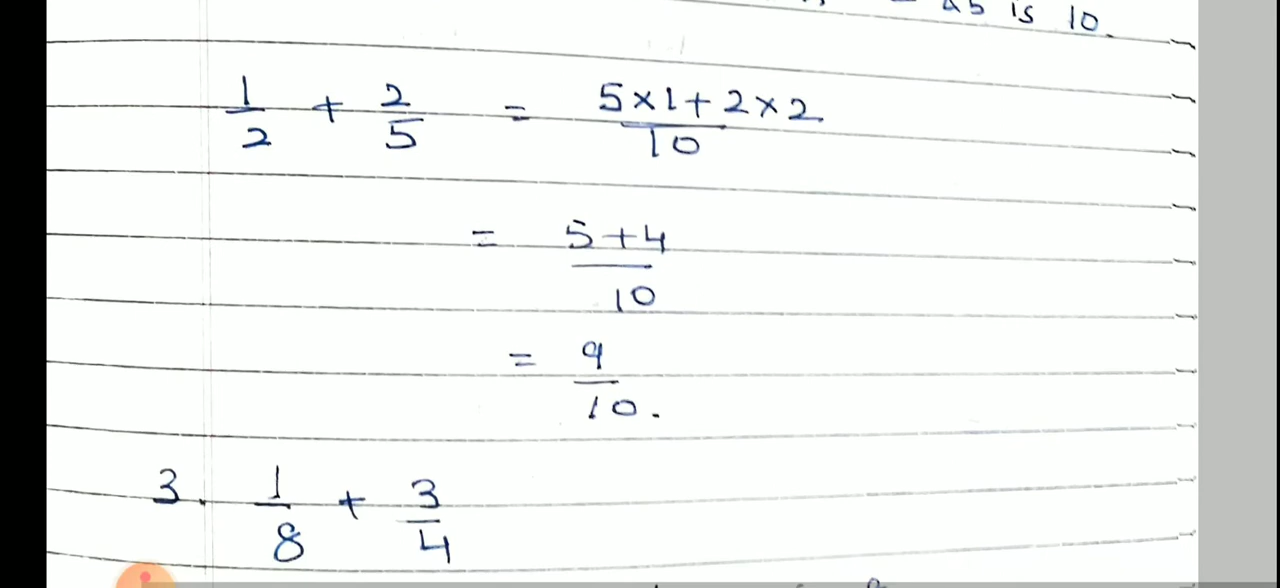 is 10.
1/2 + 2/5 = 5×1+2×2/10
= 5+4/10
= 9/10.
3. 1/8 + 3/4